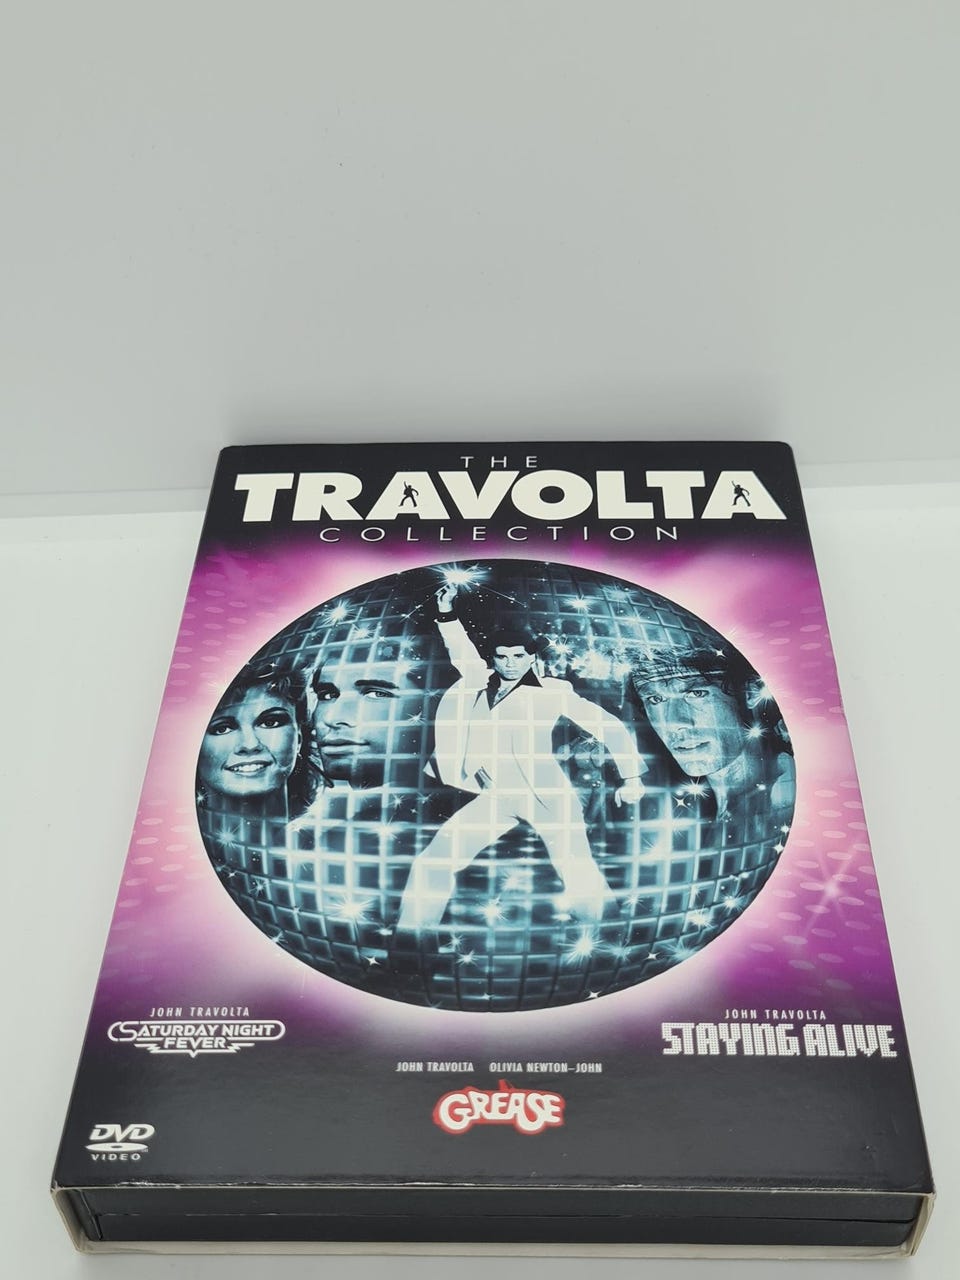 THE
TRAVOLTA
COLLECTION
JOHN TRAVOLTA
SATURDAY NIGHT
FEVER
JOHN TRAVOLTA
STAYING ALIVE
JOHN TRAVOLTA OLIVIA NEWTON-JOHN
GREASE
DVD
VIDEO